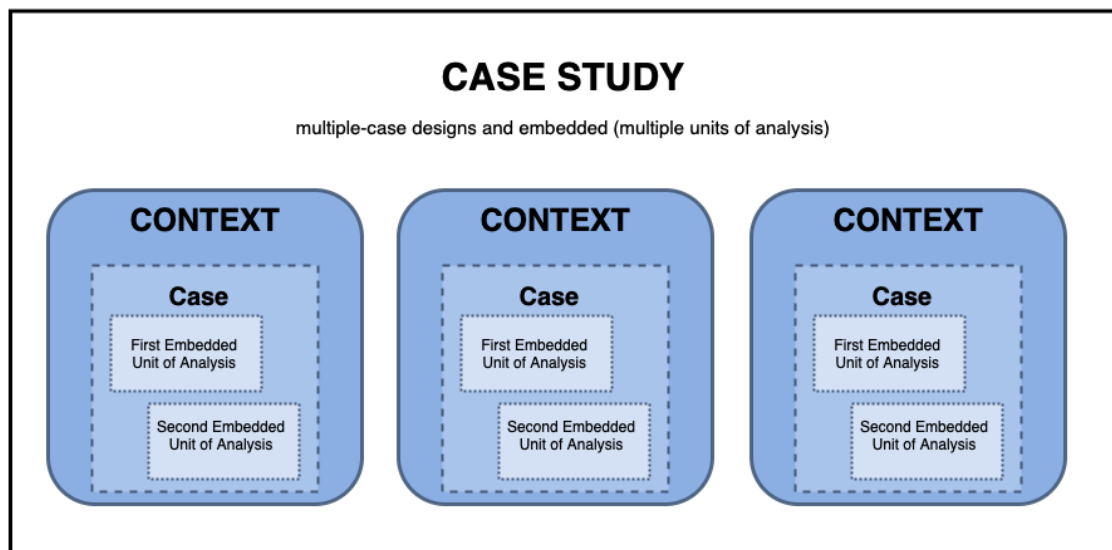 CASE STUDY
multiple-case designs and embedded (multiple units of analysis)
CONTEXT
Case
First Embedded
Unit of Analysis
Second Embedded
Unit of Analysis
CONTEXT
Case
First Embedded
Unit of Analysis
Second Embedded
Unit of Analysis
CONTEXT
Case
First Embedded
Unit of Analysis
Second Embedded
Unit of Analysis